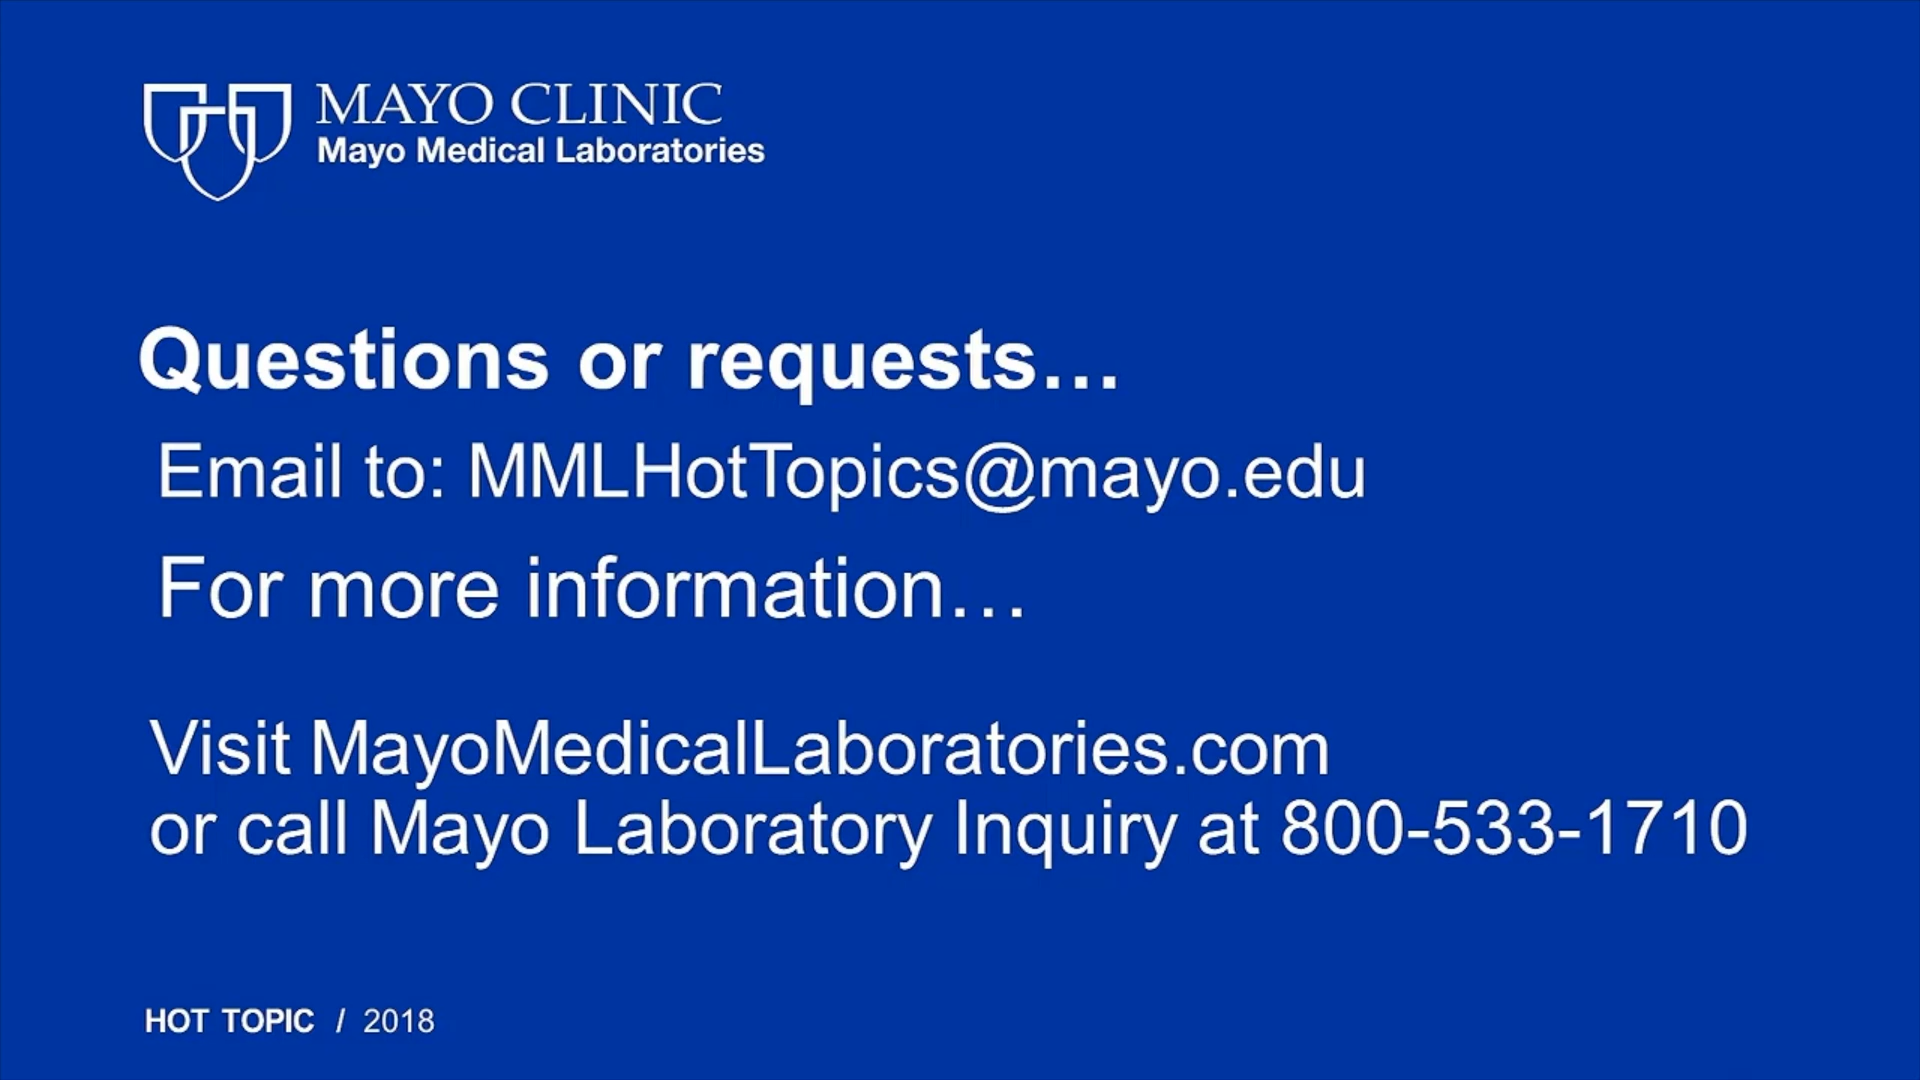 MAYO CLINIC
Mayo Medical Laboratories
Questions or requests…
Email to: MMLHotTopics@mayo.edu
For more information…
Visit MayoMedicalLaboratories.com
or call Mayo Laboratory Inquiry at 800-533-1710
HOT TOPIC / 2018